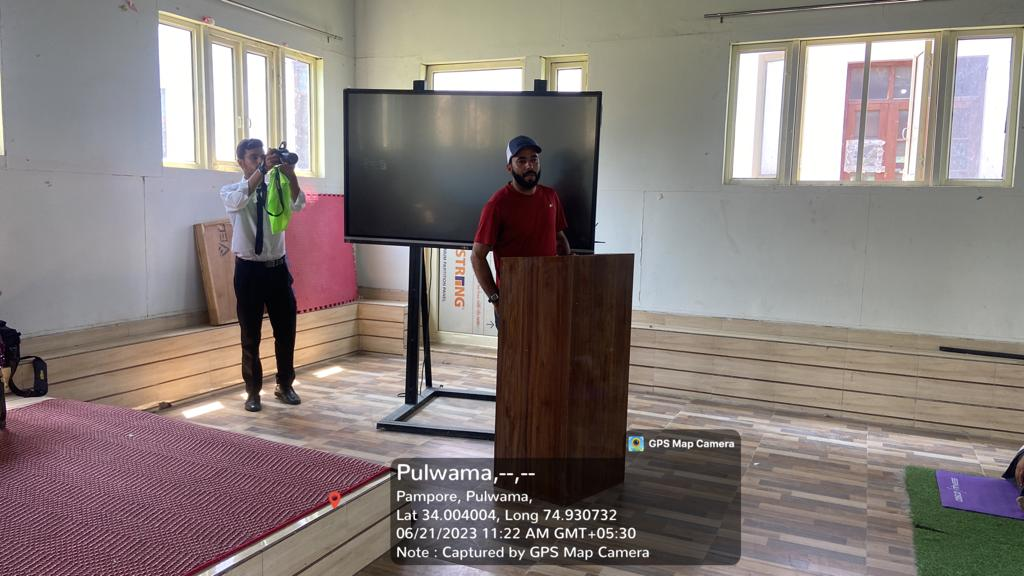 STRONG
GPS Map Camera
Pulwama,--,--
Pampore, Pulwama,
Lat 34.004004, Long 74.930732
06/21/2023 11:22 AM GMT+05:30
Note : Captured by GPS Map Camera